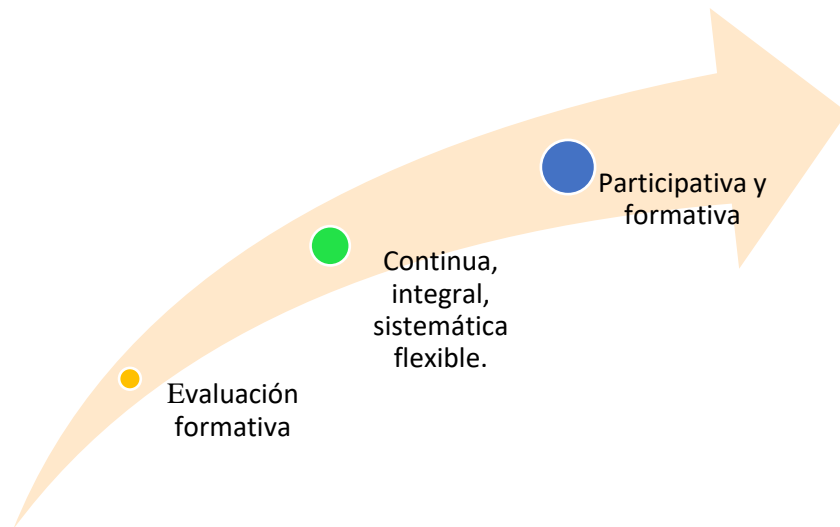 Evaluación
formativa
Continua,
integral,
sistemática
flexible.
Participativa y
formativa